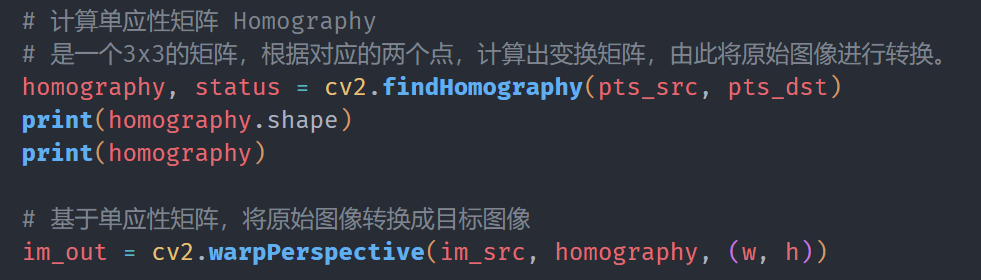 # 计算单应性矩阵 Homography
# 是一个3x3的矩阵，根据对应的两个点，计算出变换矩阵，由此将原始图像进行转换。
homography, status = cv2.findHomography(pts_src, pts_dst)
print(homography.shape)
print(homography)
# 基于单应性矩阵，将原始图像转换成目标图像
im_out = cv2.warpPerspective(im_src, homography, (w, h))